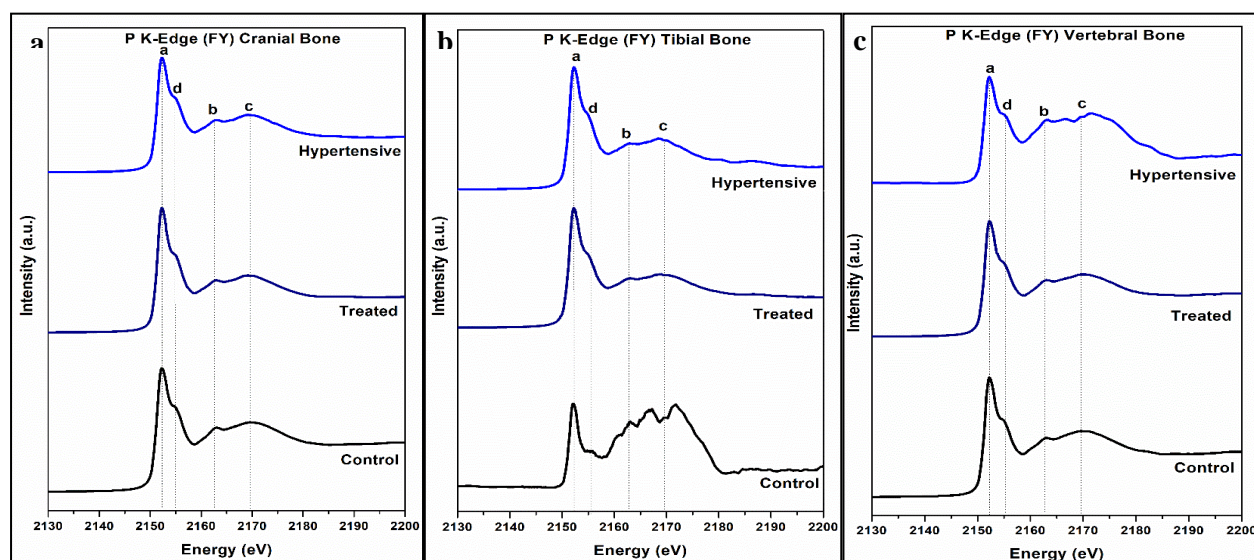 a
P K-Edge (FY) Cranial Bone
a
d
b
c
Hypertensive
Treated
Control
Intensity (a.u.)
2130 2140 2150 2160 2170 2180 2190 2200
Energy (eV)
b
P K-Edge (FY) Tibial Bone
a
d
b
c
Hypertensive
Treated
Control
Intensity (a.u.)
2130 2140 2150 2160 2170 2180 2190 2200
Energy (eV)
c
P K-Edge (FY) Vertebral Bone
a
d
b
c
Hypertensive
Treated
Control
Intensity (a.u.)
2130 2140 2150 2160 2170 2180 2190 2200
Energy (eV)